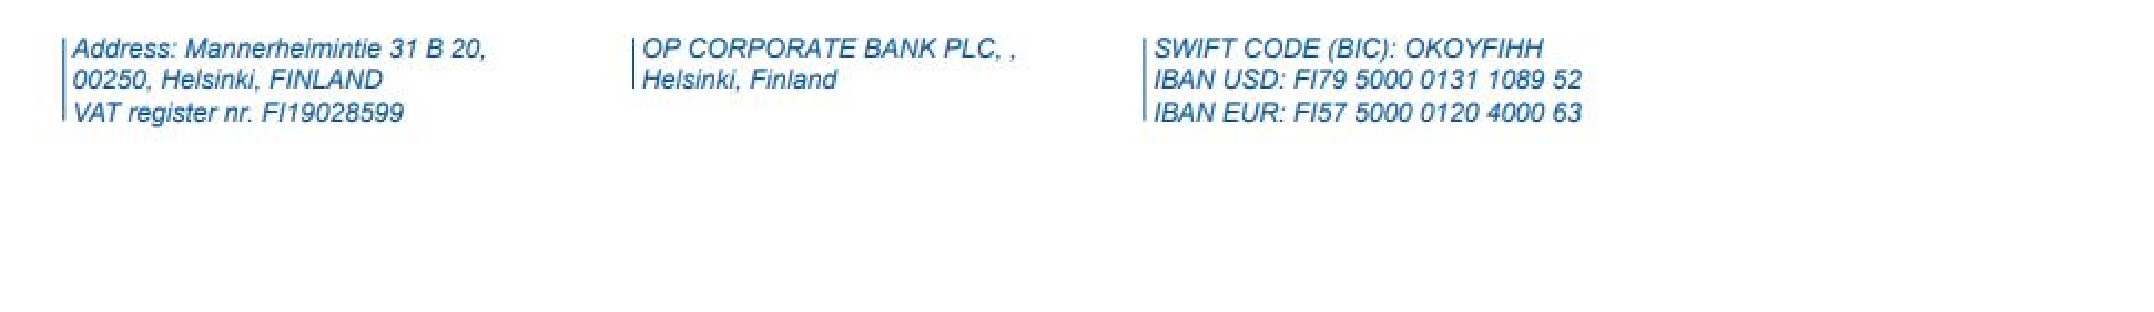 Address: Mannerheimintie 31 B 20,
00250, Helsinki, FINLAND
VAT register nr. FI19028599
OP CORPORATE BANK PLC, ,
Helsinki, Finland
SWIFT CODE (BIC): OKOYFIHH
IBAN USD: FI79 5000 0131 1089 52
IBAN EUR: FI57 5000 0120 4000 63